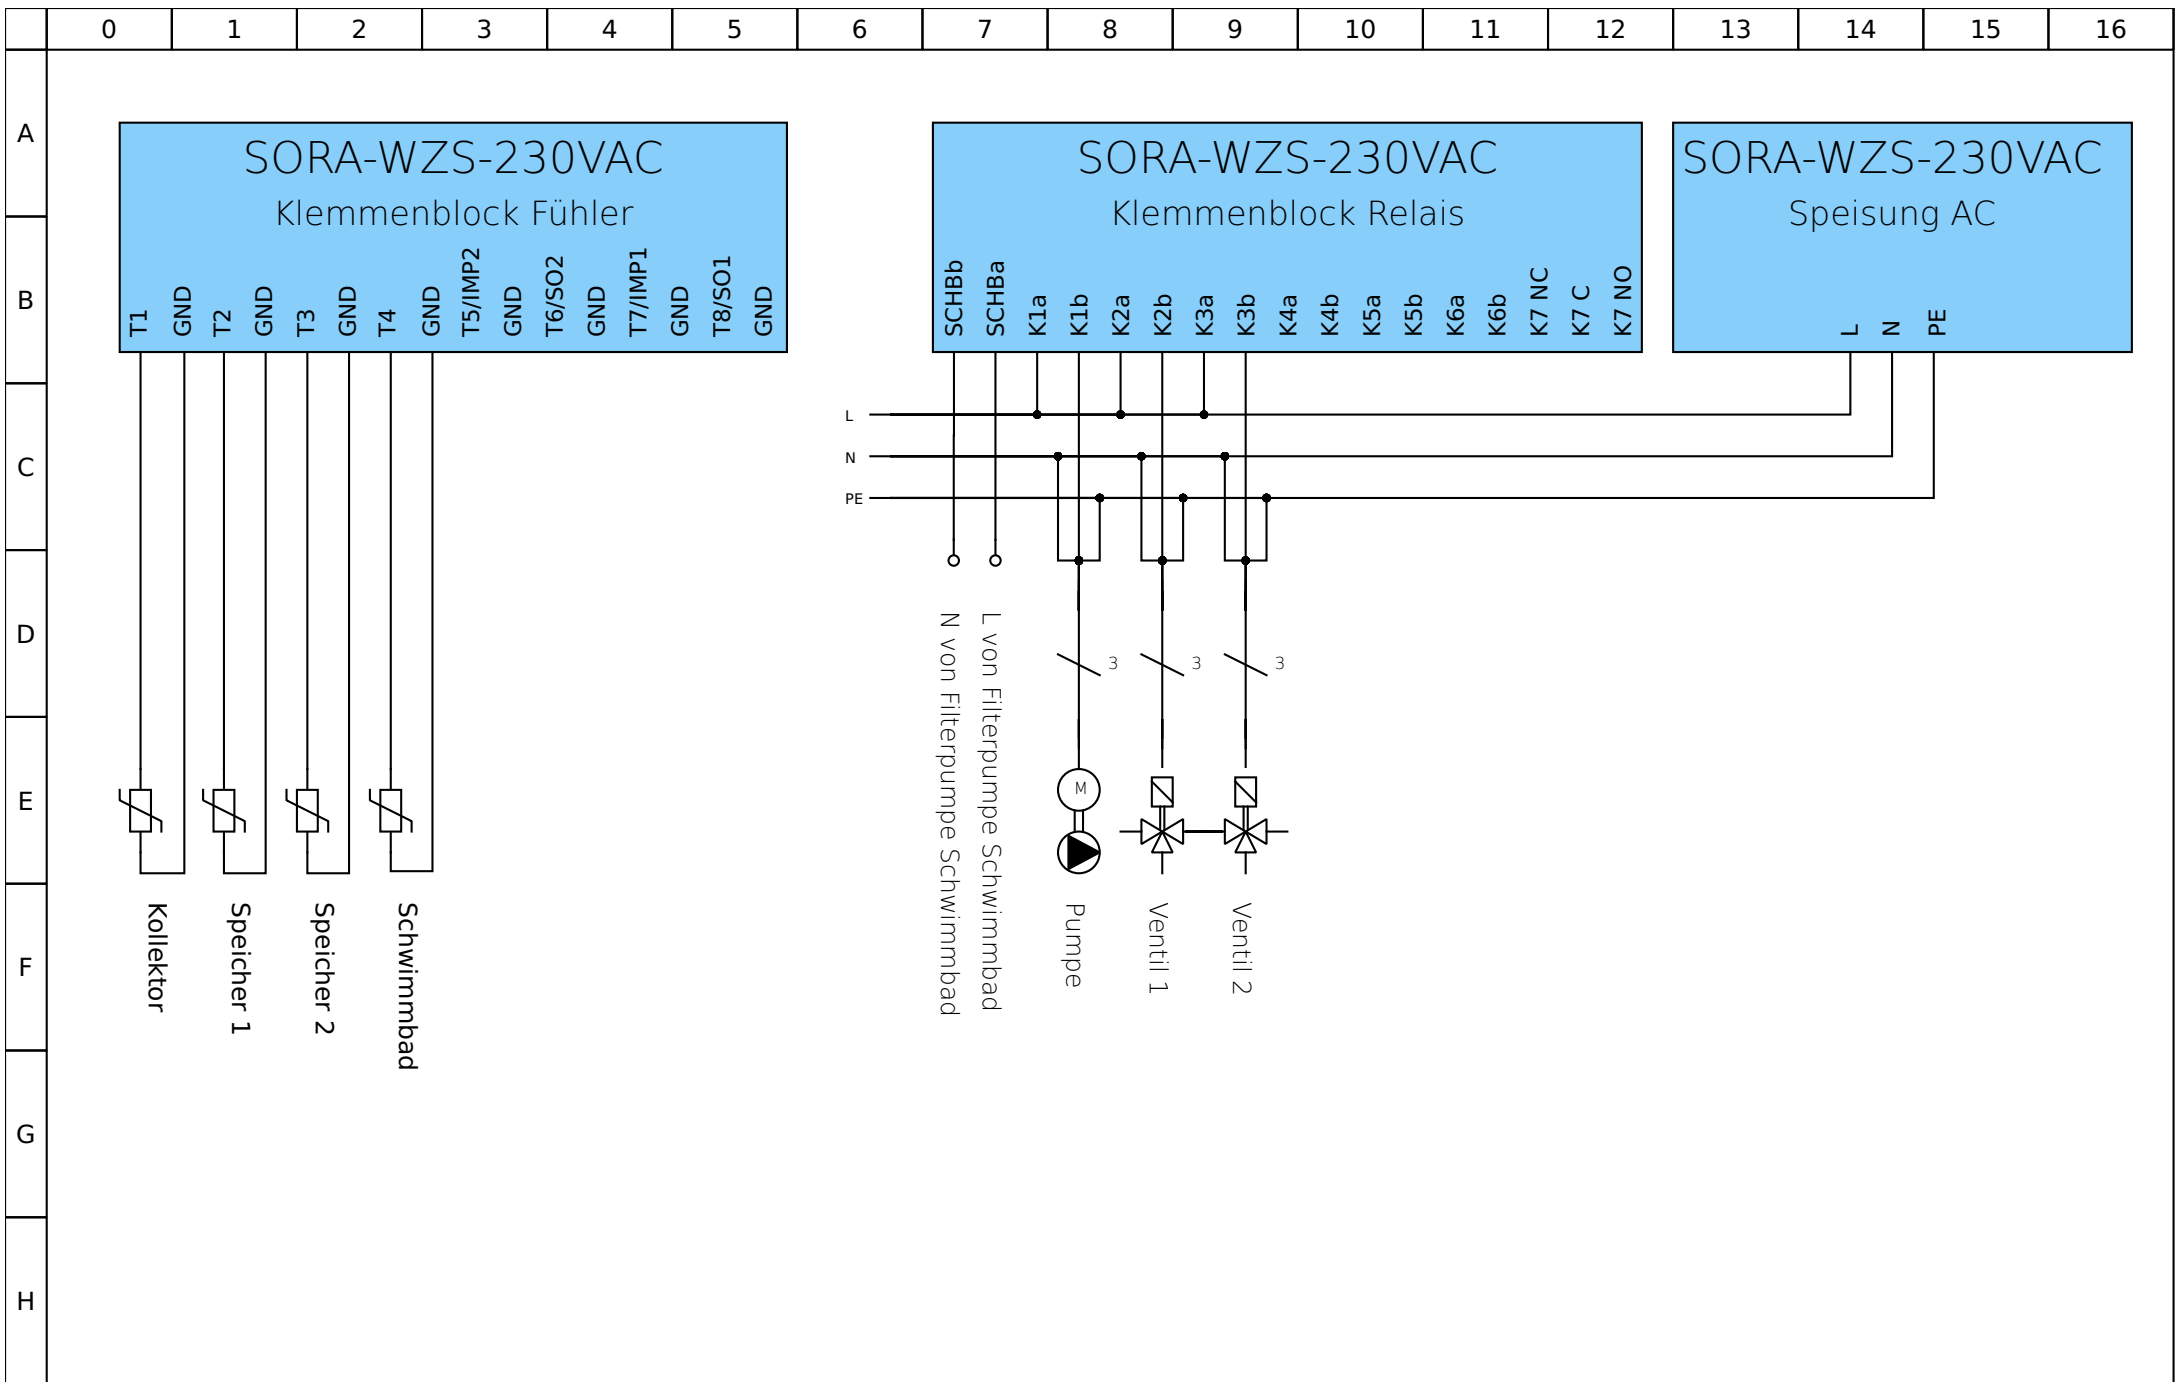 0 1 2 3 4 5 6 7 8 9 10 11 12 13 14 15 16
A
B
C
D
E
F
G
H
SORA-WZS-230VAC
Klemmenblock Fühler
T1 GND T2 GND T3 GND T4 GND T5/IMP2 GND T6/SO2 GND T7/IMP1 GND T8/SO1 GND
SORA-WZS-230VAC
Klemmenblock Relais
SCHBb SCHBa K1a K1b K2a K2b K3a K3b K4a K4b K5a K5b K6a K6b K7 NC K7 C K7 NO
SORA-WZS-230VAC
Speisung AC
L N PE
L
N
PE
3 3 3
M
N von Filterpumpe Schwimmbad
L von Filterpumpe Schwimmbad
Kollektor
Speicher 1
Speicher 2
Schwimmbad
Pumpe
Ventil 1
Ventil 2